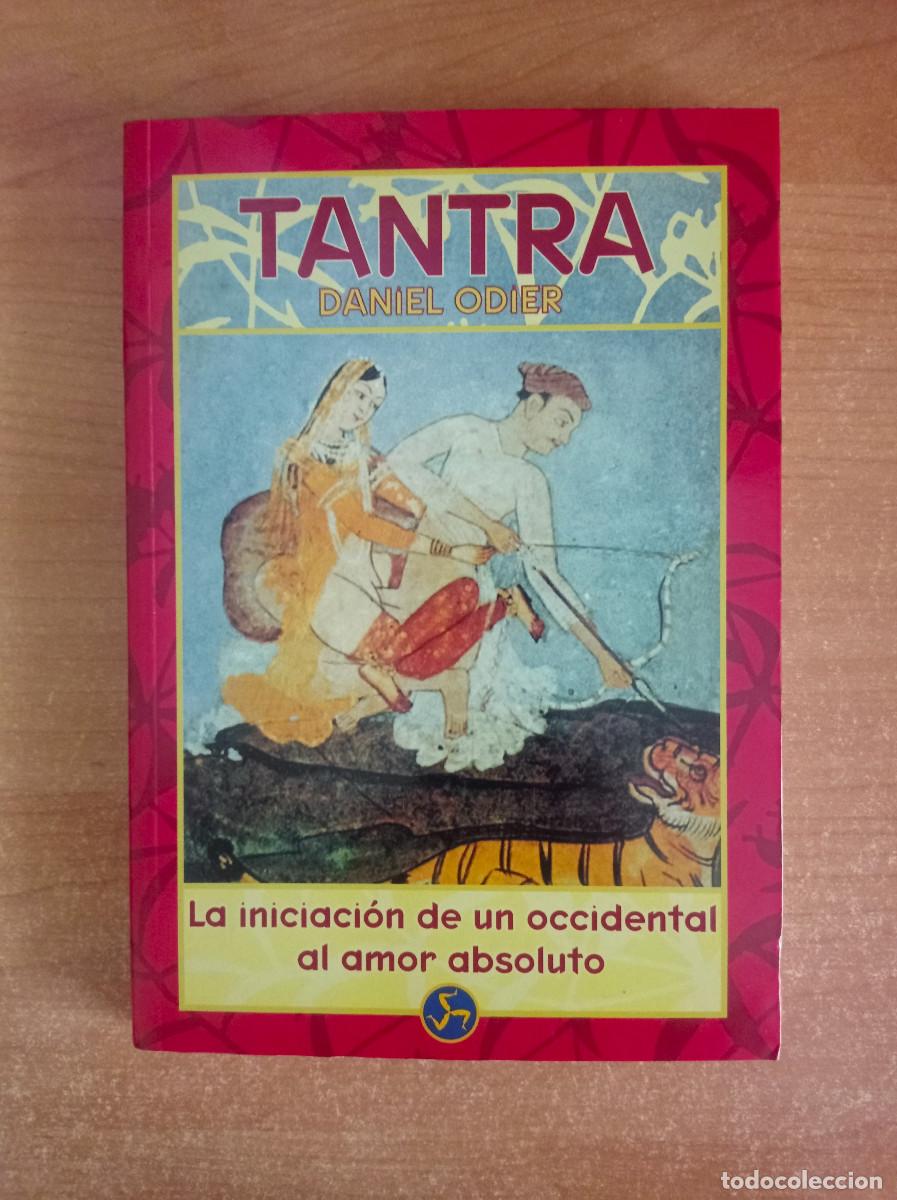 TANTRA
DANIEL ODIER
La iniciación de un occidental
al amor absoluto
todocoleccion